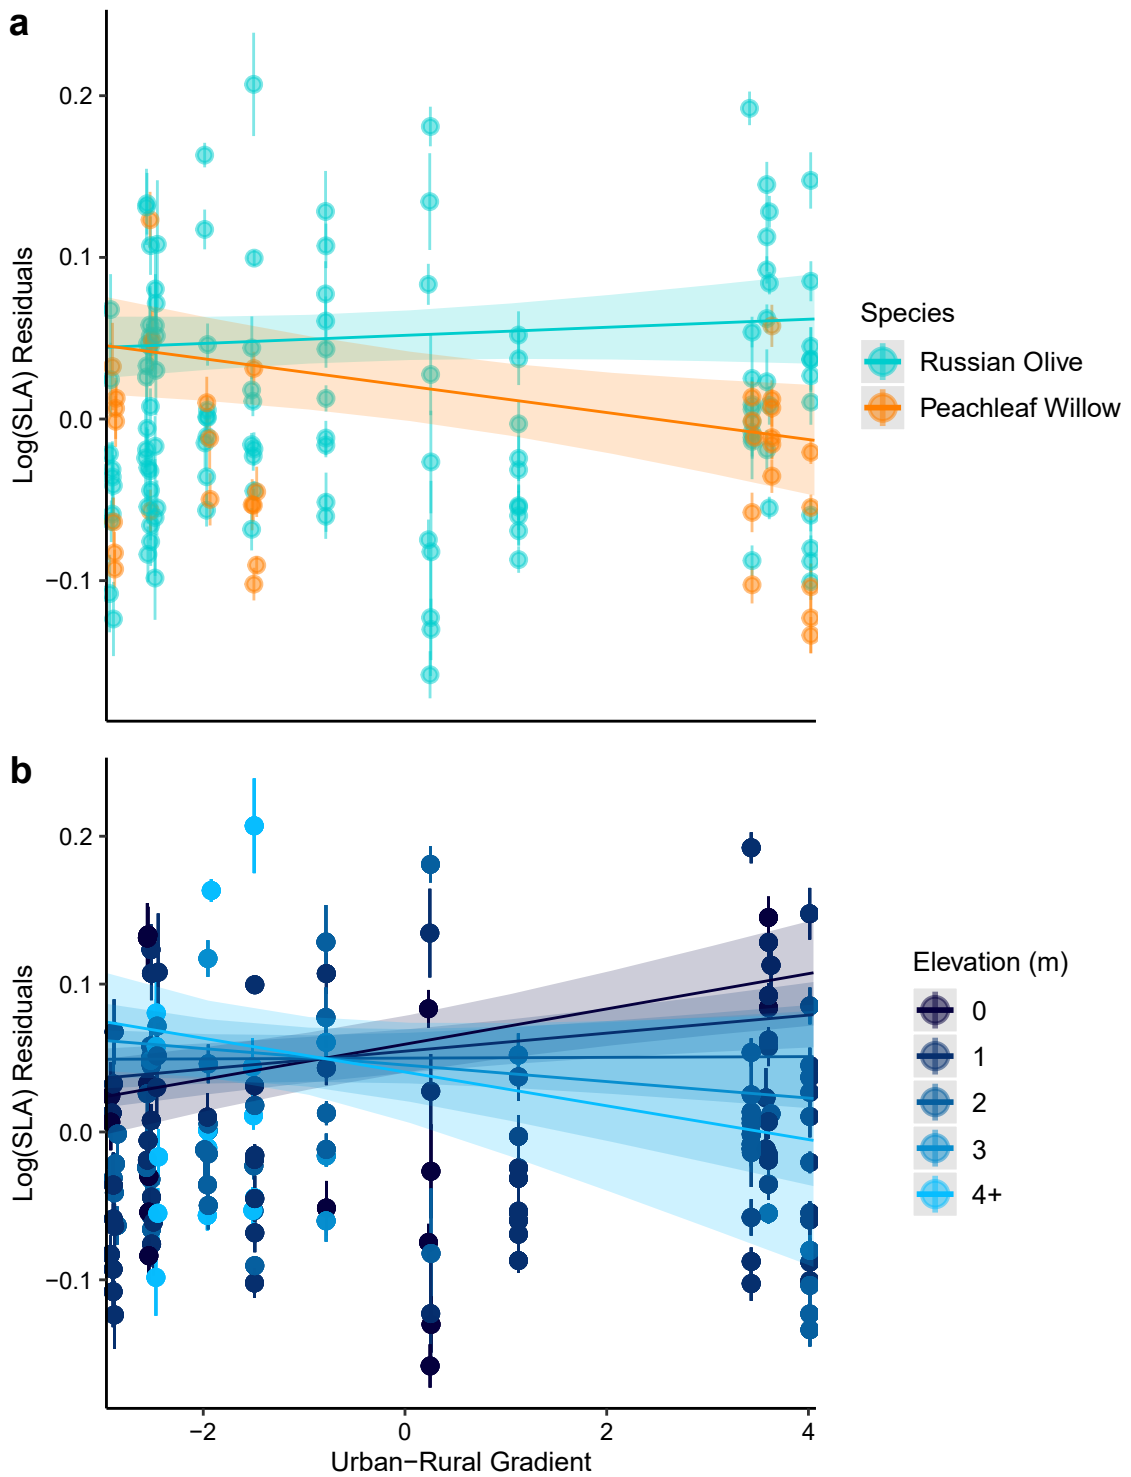 a
0.2
0.1
0.0
−0.1
Log(SLA) Residuals
Species
Russian Olive
Peachleaf Willow
b
0.2
0.1
0.0
−0.1
Log(SLA) Residuals
Elevation (m)
0
1
2
3
4+
−2 0 2 4
Urban−Rural Gradient